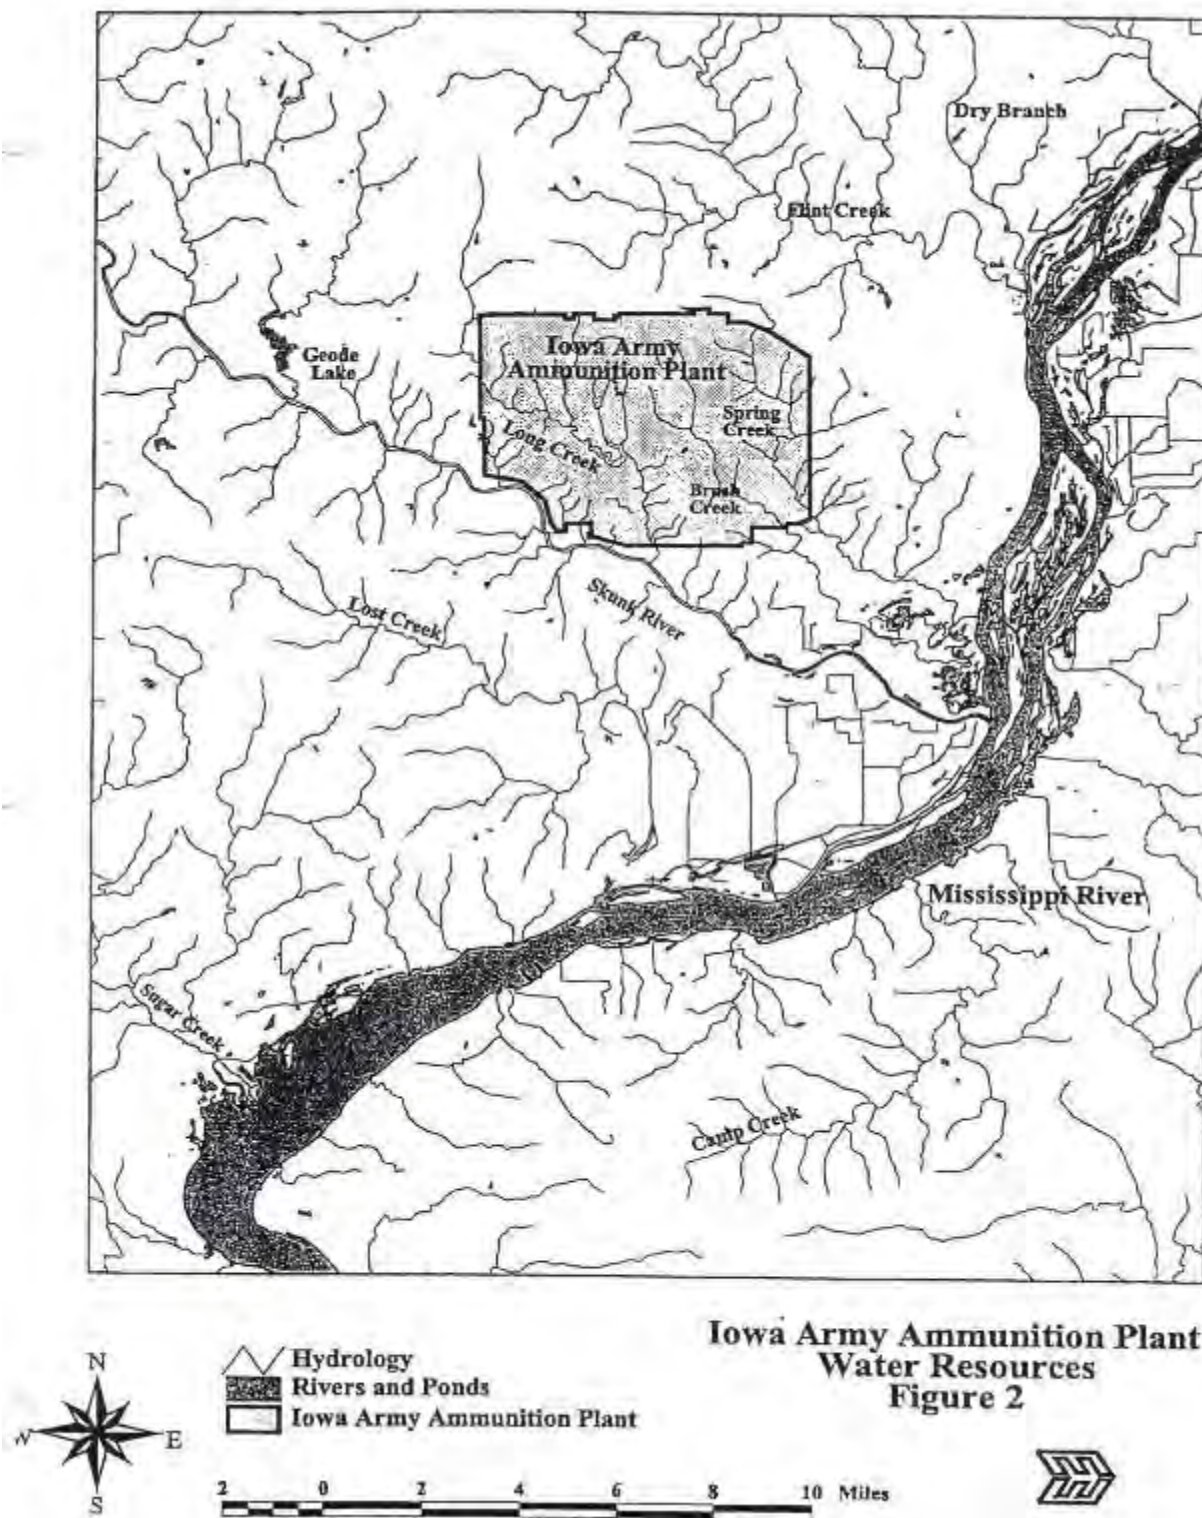 Dry Branch
Flint Creek
Geode
Lake
Iowa Army
Ammunition Plant
Spring
Creek
Long Creek
Brush
Creek
Skunk River
Lost Creek
Mississippi River
Sugar Creek
Camp Creek
Iowa Army Ammunition Plant
Water Resources
Figure 2
N
W
E
S
Hydrology
Rivers and Ponds
Iowa Army Ammunition Plant
2 0 2 4 6 8 10 Miles